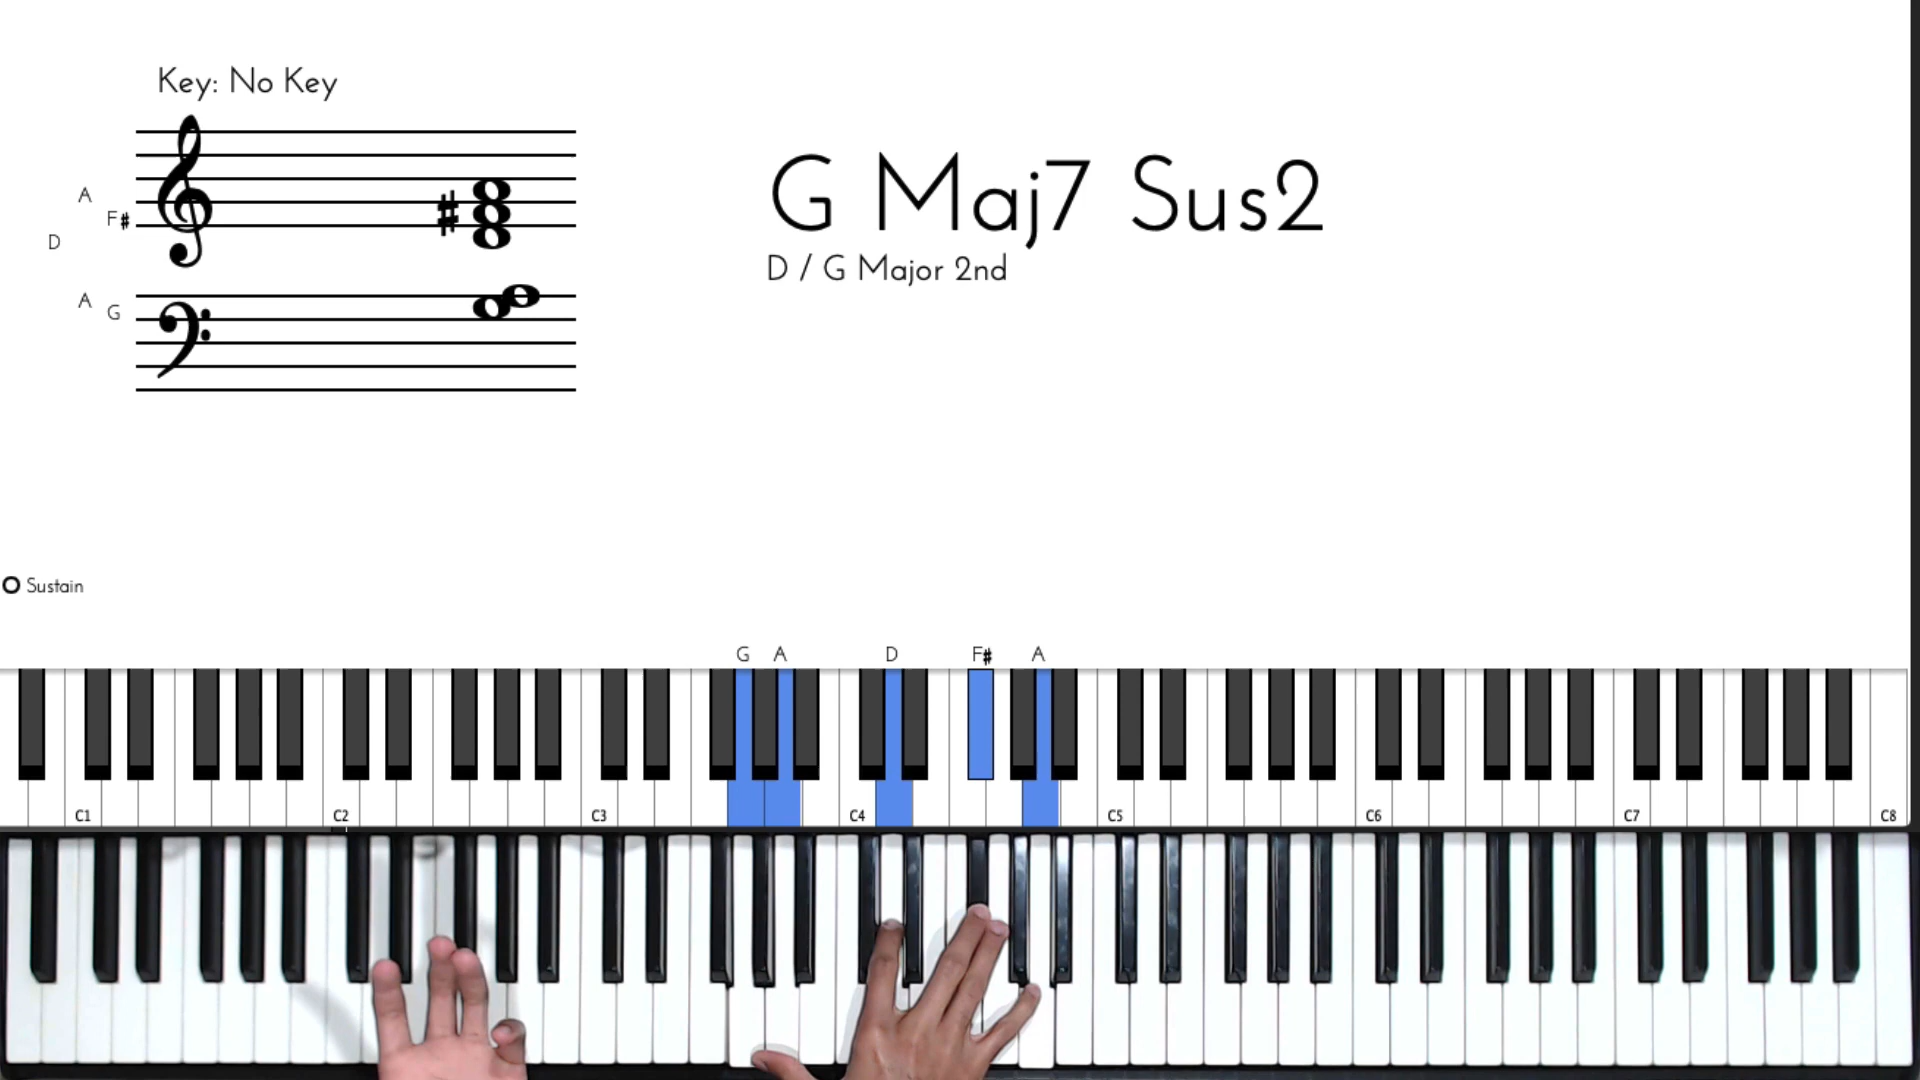 Key: No Key
A
F#
D
A
G
G Maj7 Sus2
D / G Major 2nd
Sustain
G A D F# A
C1 C2 C3 C4 C5 C6 C7 C8